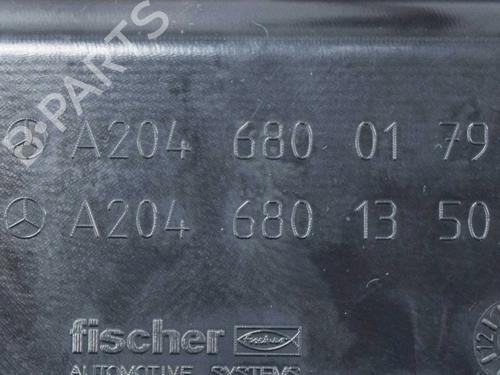 B-PARTS
A204 680 01 79
A204 680 13 50
fischer
AUTOMOTIVE SYSTEMS